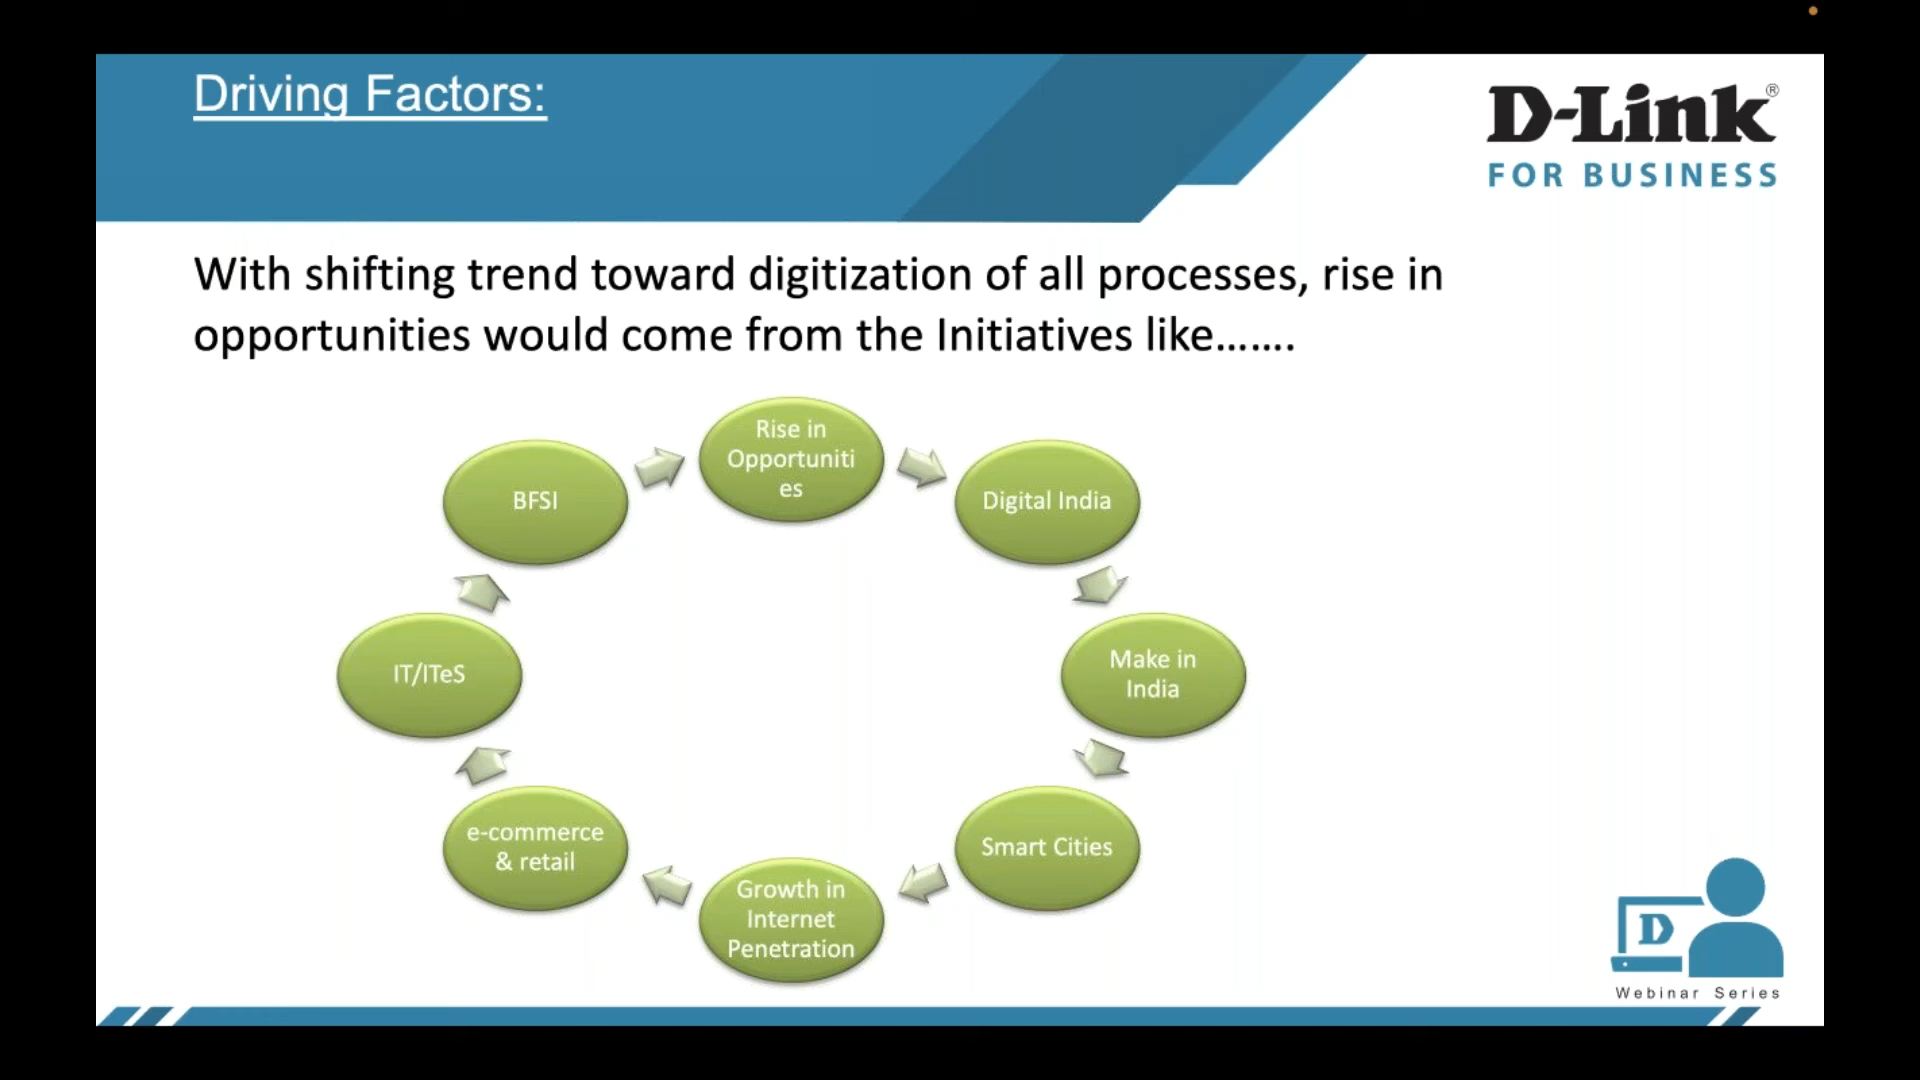 Driving Factors:
D-Link®
FOR BUSINESS
With shifting trend toward digitization of all processes, rise in
opportunities would come from the Initiatives like.......
Rise in
Opportuniti
es
Digital India
Make in
India
Smart Cities
Growth in
Internet
Penetration
e-commerce
& retail
IT/ITeS
BFSI
D
Webinar Series